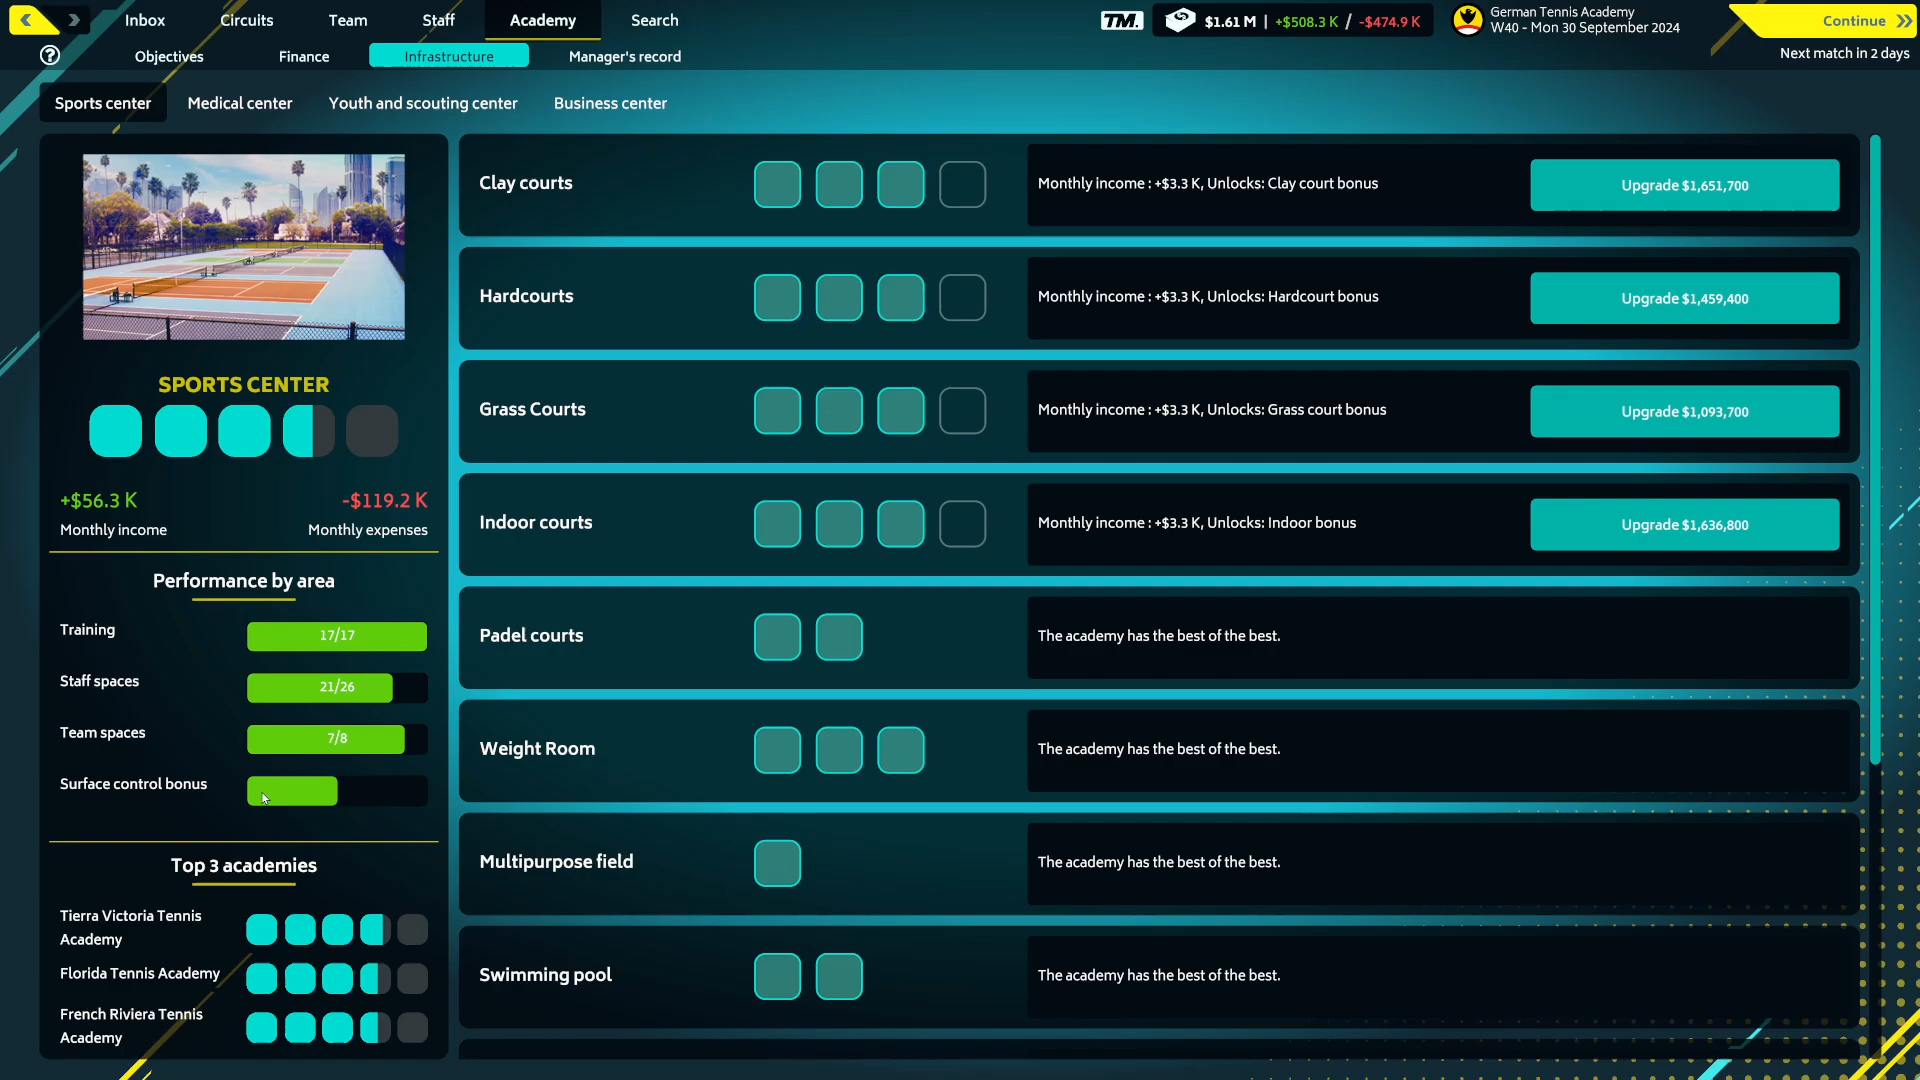 Inbox
Circuits
Team
Staff
Academy
Search
TM.
$1.61 M | +$508.3 K / -$474.9 K
German Tennis Academy
W40 - Mon 30 September 2024
Continue
Next match in 2 days
?
Objectives
Finance
Infrastructure
Manager's record
Sports center
Medical center
Youth and scouting center
Business center
SPORTS CENTER
+$56.3 K
-$119.2 K
Monthly income
Monthly expenses
Performance by area
Training
17/17
Staff spaces
21/26
Team spaces
7/8
Surface control bonus
Top 3 academies
Tierra Victoria Tennis
Academy
Florida Tennis Academy
French Riviera Tennis
Academy
Clay courts
Monthly income : +$3.3 K, Unlocks: Clay court bonus
Upgrade $1,651,700
Hardcourts
Monthly income : +$3.3 K, Unlocks: Hardcourt bonus
Upgrade $1,459,400
Grass Courts
Monthly income : +$3.3 K, Unlocks: Grass court bonus
Upgrade $1,093,700
Indoor courts
Monthly income : +$3.3 K, Unlocks: Indoor bonus
Upgrade $1,636,800
Padel courts
The academy has the best of the best.
Weight Room
The academy has the best of the best.
Multipurpose field
The academy has the best of the best.
Swimming pool
The academy has the best of the best.